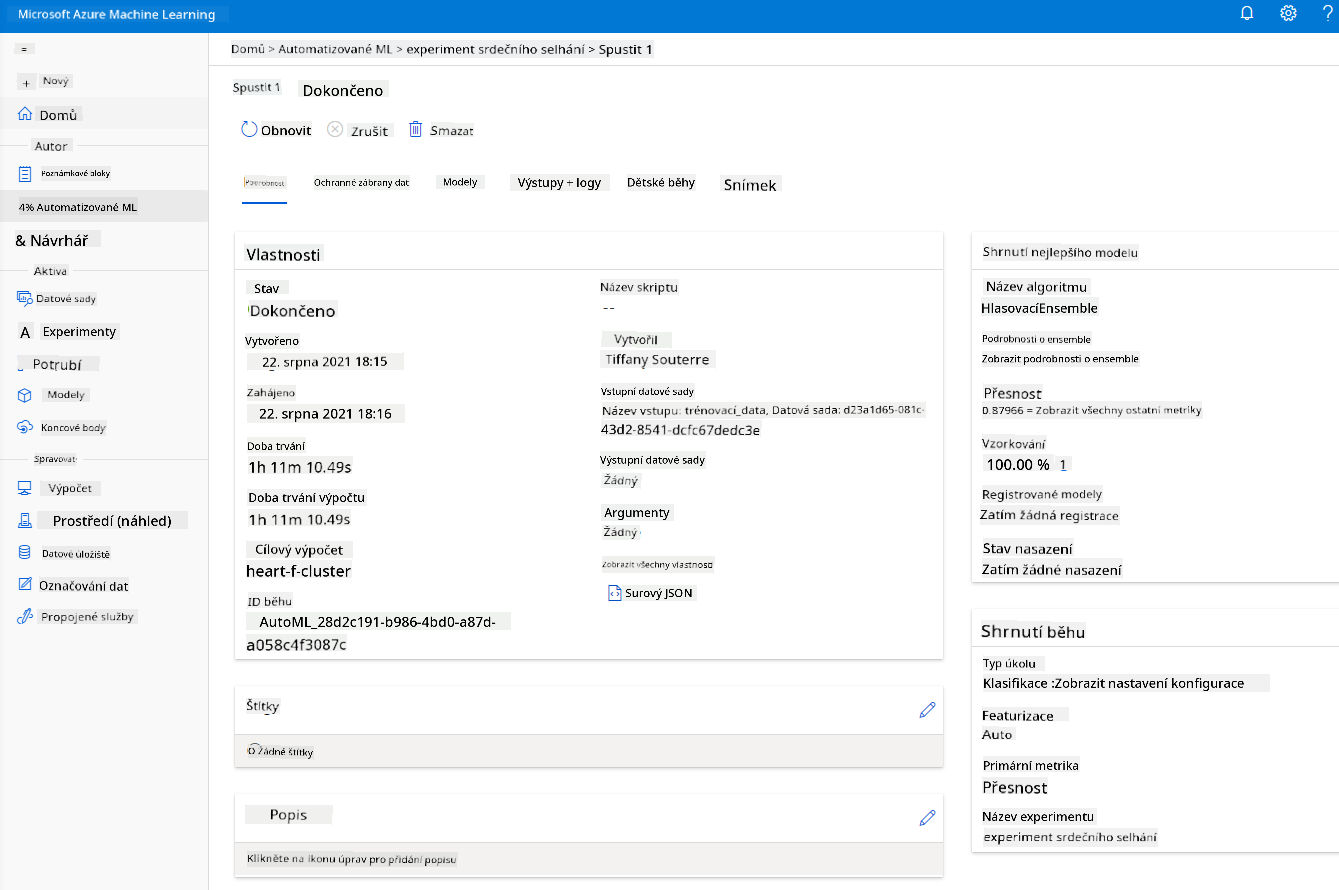 Microsoft Azure Machine Learning
Domů > Automatizované ML > experiment srdečního selhání > Spustit 1
Nový
Domů
Autor
Poznámkové bloky
4% Automatizované ML
& Návrhář
Aktiva
Datové sady
A Experimenty
Potrubí
Modely
Koncové body
Spravovat
Výpočet
Prostředí (náhled)
Datové úložiště
Označování dat
Propojené služby
Spustit 1 Dokončeno
Obnovit Zrušit Smazat
Podrobnost Ochranné zábrany dat Modely Výstupy + logy Dětské běhy Snímek
Vlastnosti
Stav
Dokončeno
Vytvořeno
22. srpna 2021 18:15
Zahájeno
22. srpna 2021 18:16
Doba trvání
1h 11m 10.49s
Doba trvání výpočtu
1h 11m 10.49s
Cílový výpočet
heart-f-cluster
ID běhu
AutoML_28d2c191-b986-4bd0-a87d-
a058c4f3087c
Název skriptu
--
Vytvořil
Tiffany Souterre
Vstupní datové sady
Název vstupu: trénovací_data, Datová sada: d23a1d65-081c-
43d2-8541-dcfc67dedc3e
Výstupní datové sady
Žádný
Argumenty
Žádný
Zobrazit všechny vlastnosti
Surový JSON
Štítky
Žádné štítky
Popis
Klikněte na ikonu úprav pro přidání popisu
Shrnutí nejlepšího modelu
Název algoritmu
HlasovacíEnsemble
Podrobnosti o ensemble
Zobrazit podrobnosti o ensemble
Přesnost
0.87966 = Zobrazit všechny ostatní metriky
Vzorkování
100.00 % 1
Registrované modely
Zatím žádná registrace
Stav nasazení
Zatím žádné nasazení
Shrnutí běhu
Typ úkolu
Klasifikace :Zobrazit nastavení konfigurace
Featurizace
Auto
Primární metrika
Přesnost
Název experimentu
experiment srdečního selhání